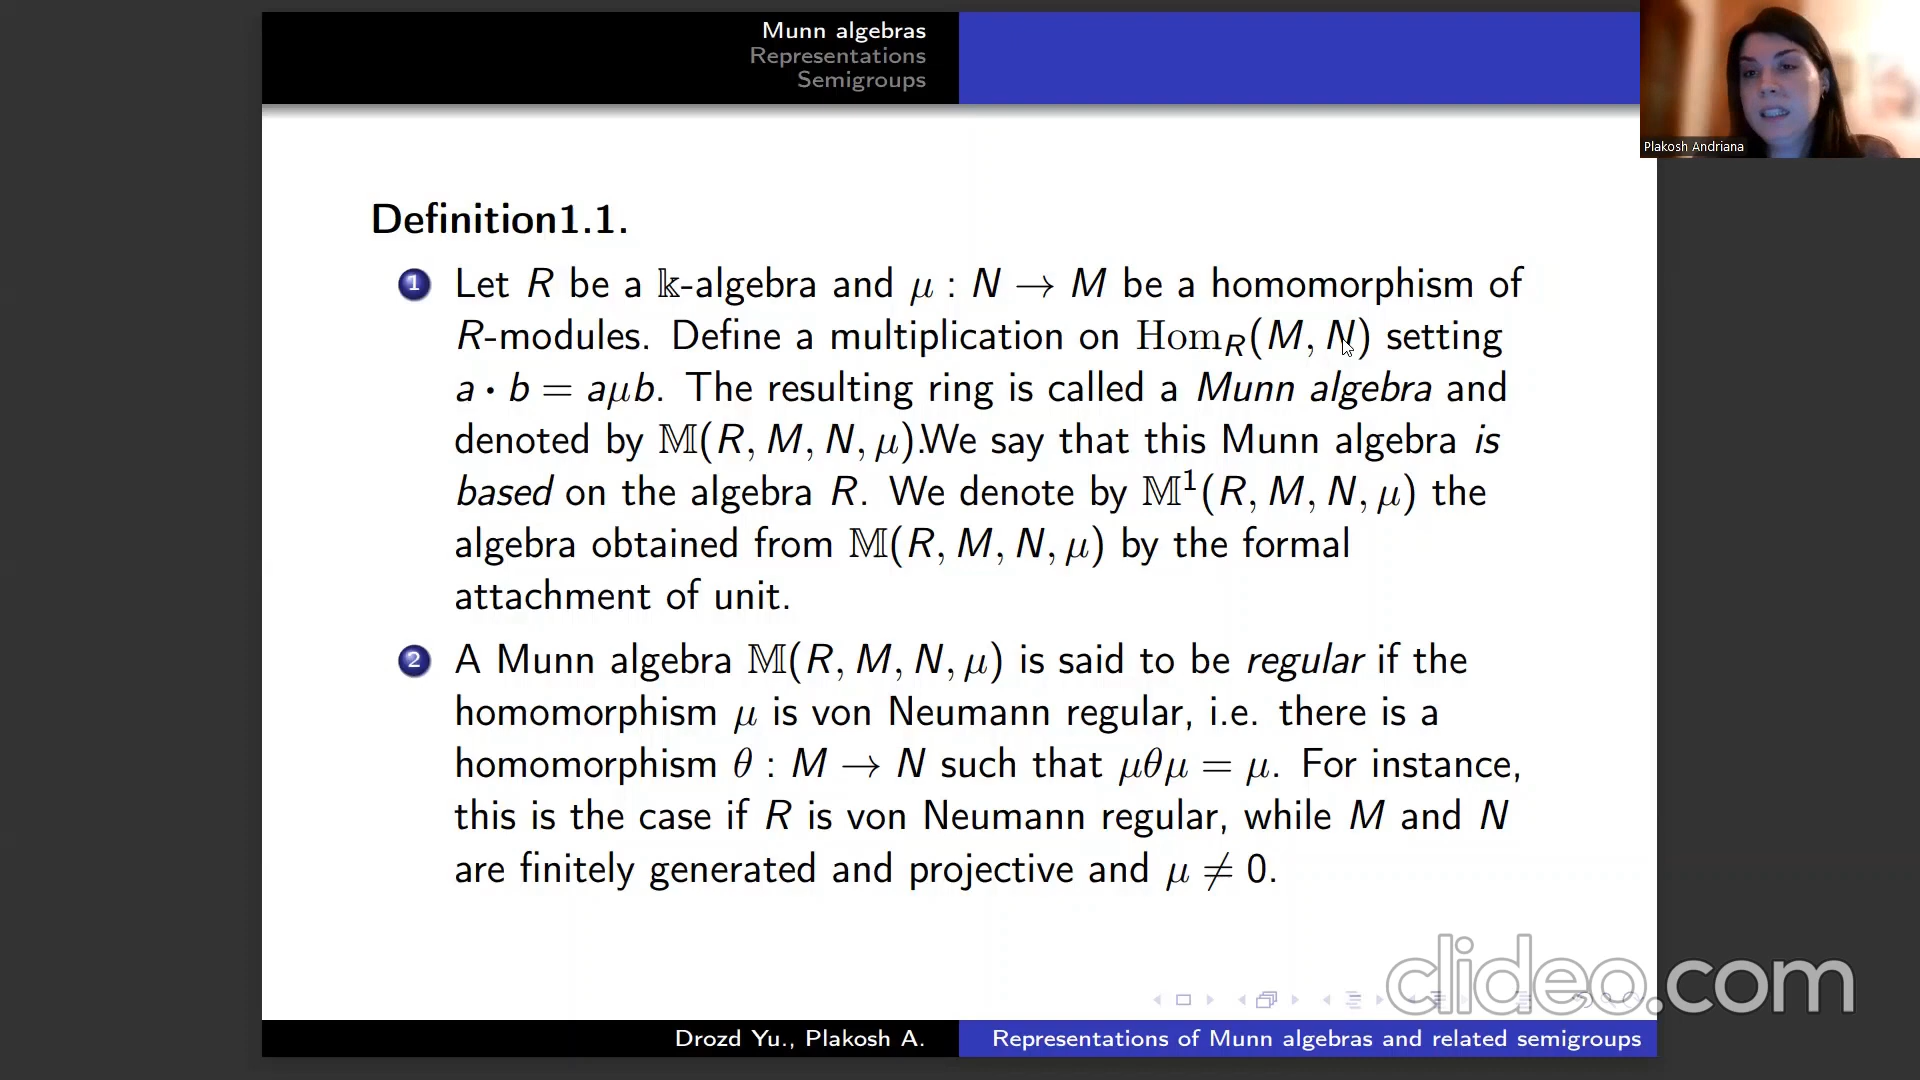 Munn algebras
Representations
Semigroups
Plakosh Andriana
Definition1.1.
1 Let R be a 𝕜-algebra and μ : N → M be a homomorphism of
R-modules. Define a multiplication on Hom_R(M, N) setting
a · b = aμb. The resulting ring is called a Munn algebra and
denoted by 𝕄(R, M, N, μ).We say that this Munn algebra is
based on the algebra R. We denote by 𝕄¹(R, M, N, μ) the
algebra obtained from 𝕄(R, M, N, μ) by the formal
attachment of unit.
2 A Munn algebra 𝕄(R, M, N, μ) is said to be regular if the
homomorphism μ is von Neumann regular, i.e. there is a
homomorphism θ : M → N such that μθμ = μ. For instance,
this is the case if R is von Neumann regular, while M and N
are finitely generated and projective and μ ≠ 0.
clideo.com
Drozd Yu., Plakosh A.
Representations of Munn algebras and related semigroups